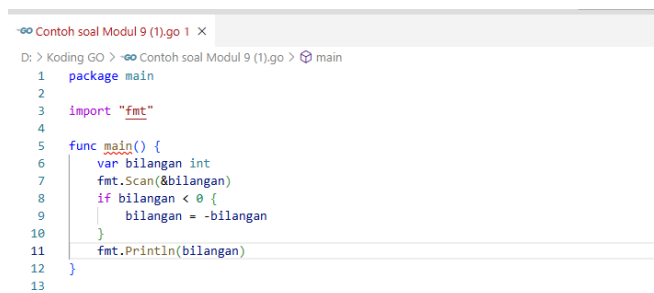 GO Contoh soal Modul 9 (1).go 1 ×
D: > Koding GO > GO Contoh soal Modul 9 (1).go > main
1 package main
2
3 import "fmt"
4
5 func main() {
6     var bilangan int
7     fmt.Scan(&bilangan)
8     if bilangan < 0 {
9         bilangan = -bilangan
10     }
11     fmt.Println(bilangan)
12 }
13